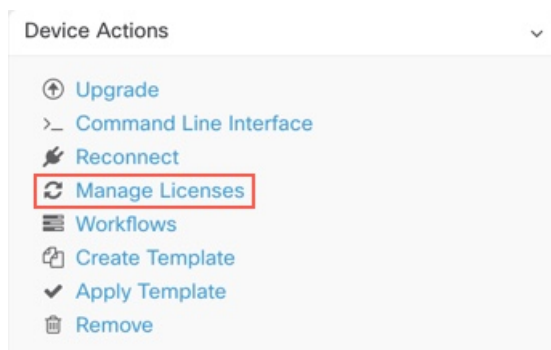 Device Actions
Upgrade
Command Line Interface
Reconnect
Manage Licenses
Workflows
Create Template
Apply Template
Remove